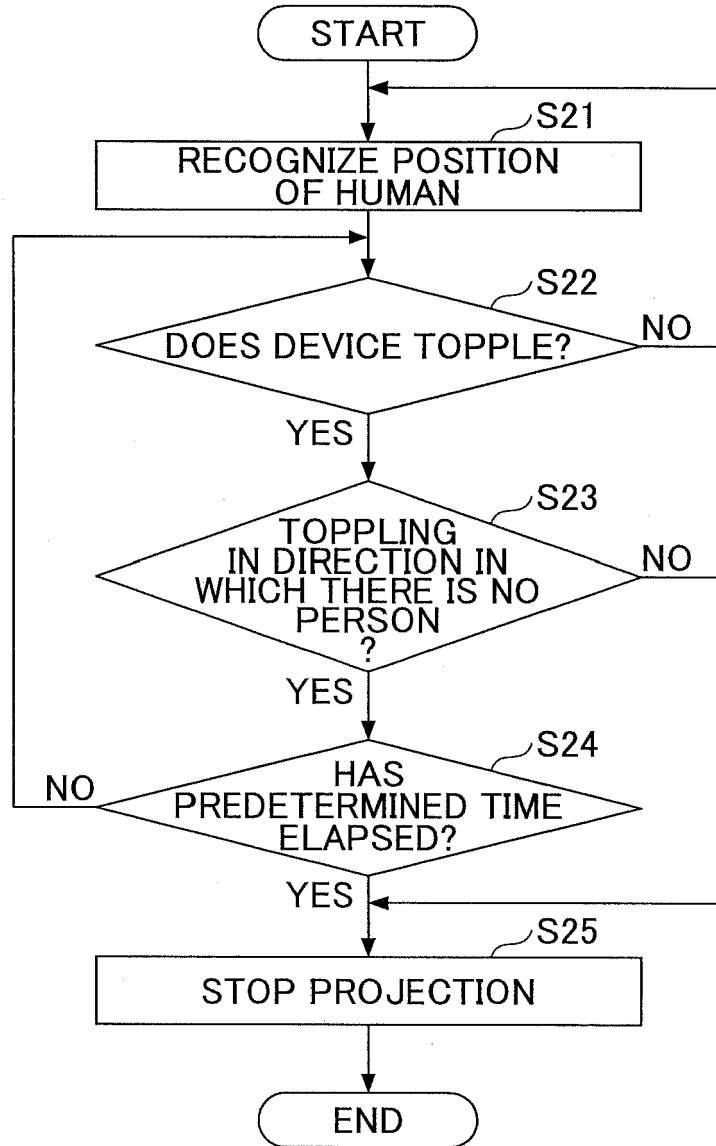 START
S21
RECOGNIZE POSITION
OF HUMAN
S22
DOES DEVICE TOPPLE?
NO
YES
S23
TOPPLING
IN DIRECTION IN
WHICH THERE IS NO
PERSON
?
NO
YES
S24
HAS
PREDETERMINED TIME
ELAPSED?
NO
YES
S25
STOP PROJECTION
END